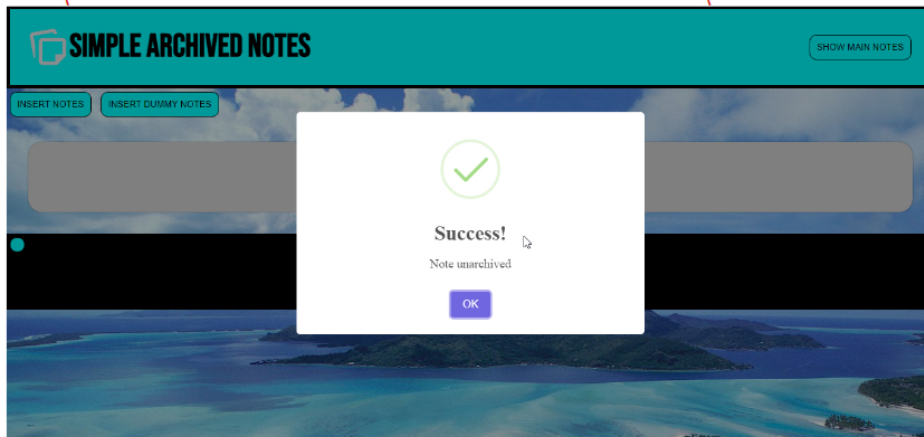 SIMPLE ARCHIVED NOTES
SHOW MAIN NOTES
INSERT NOTES
INSERT DUMMY NOTES
Success!
Note unarchived
OK